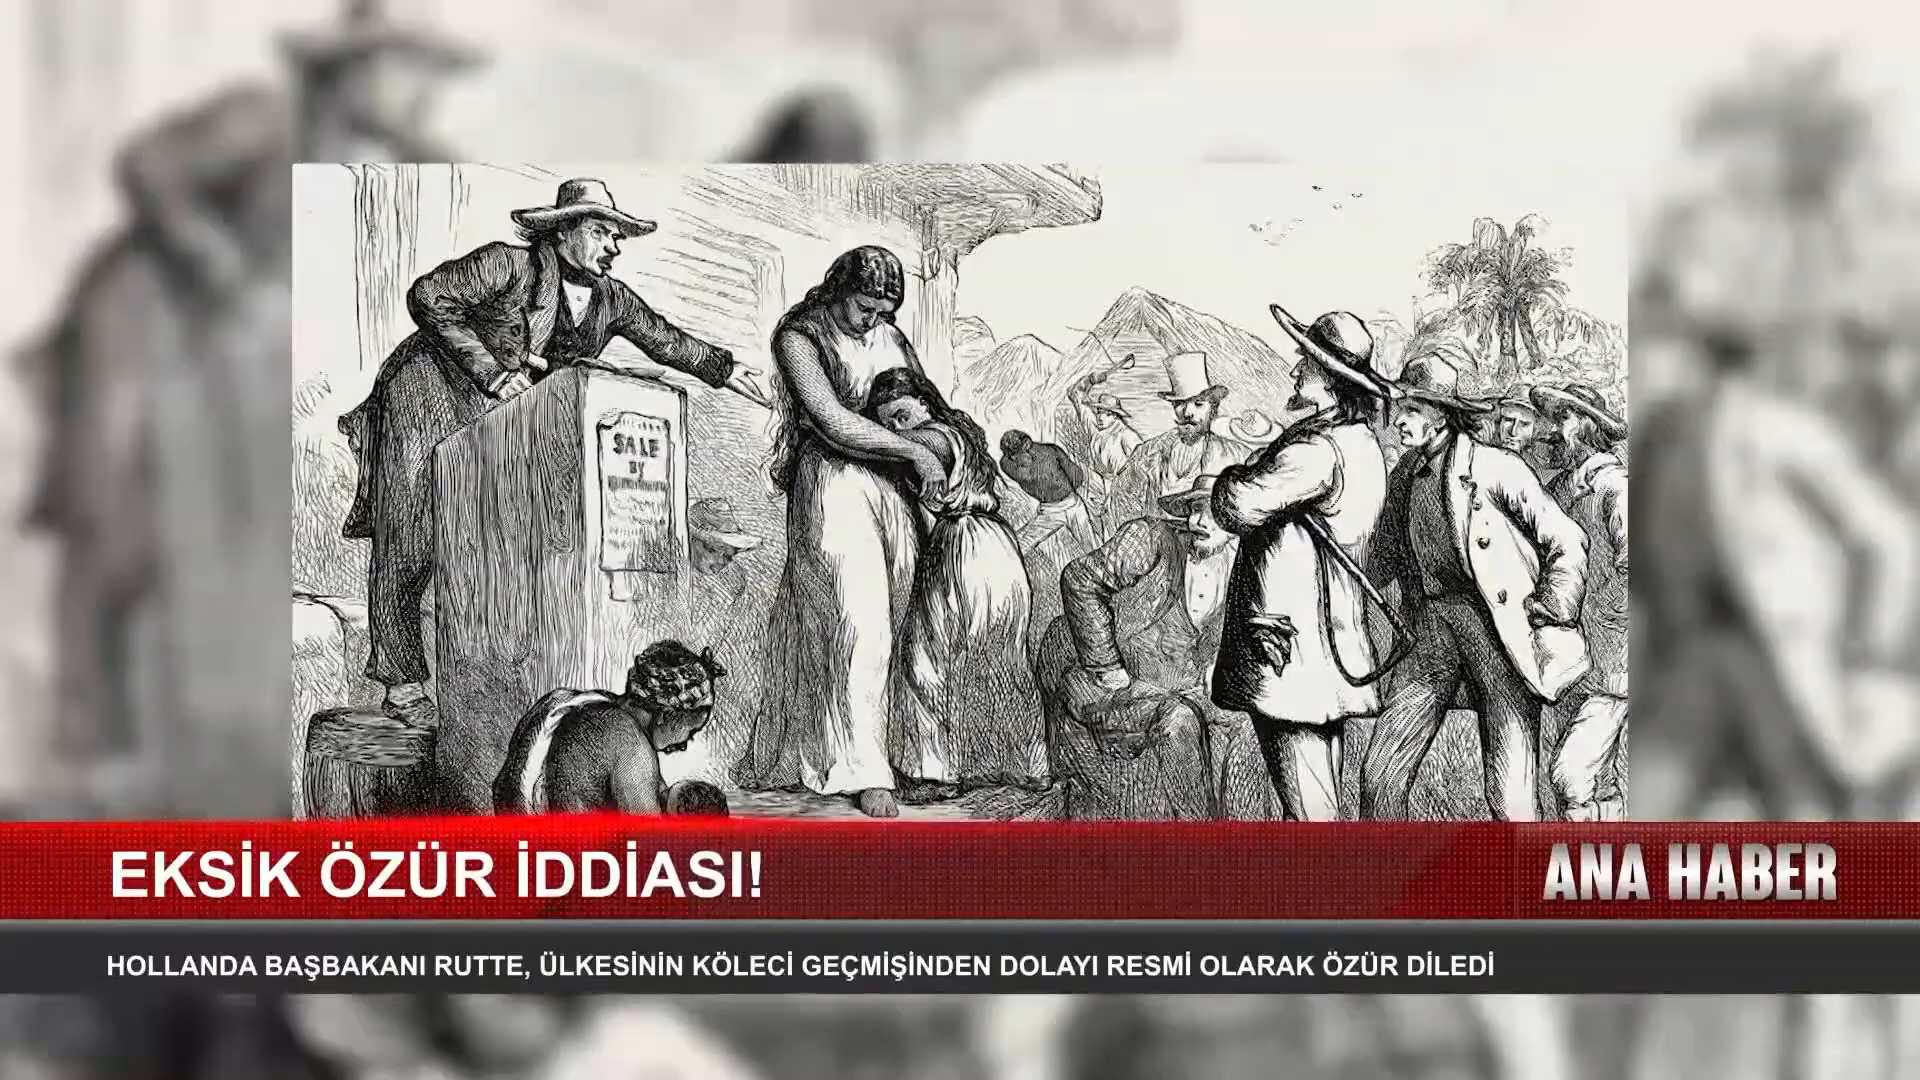 SALE
BY
EKSİK ÖZÜR İDDİASI!
ANA HABER
HOLLANDA BAŞBAKANI RUTTE, ÜLKESİNİN KÖLECİ GEÇMİŞİNDEN DOLAYI RESMİ OLARAK ÖZÜR DİLEDİ